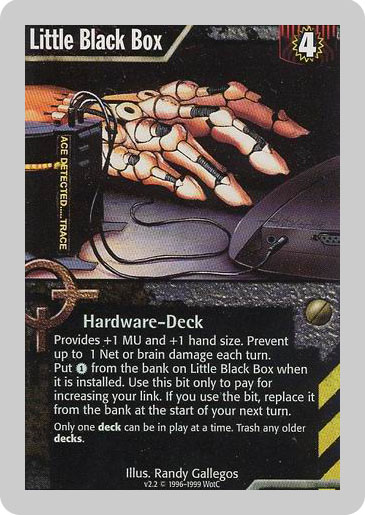 Little Black Box
4
ACE DETECTED.....TRACE
Hardware–Deck
Provides +1 MU and +1 hand size. Prevent
up to 1 Net or brain damage each turn.
Put 1 from the bank on Little Black Box when
it is installed. Use this bit only to pay for
increasing your link. If you use the bit, replace it
from the bank at the start of your next turn.
Only one deck can be in play at a time. Trash any older
decks.
Illus. Randy Gallegos
v2.2 © 1996–1999 WotC